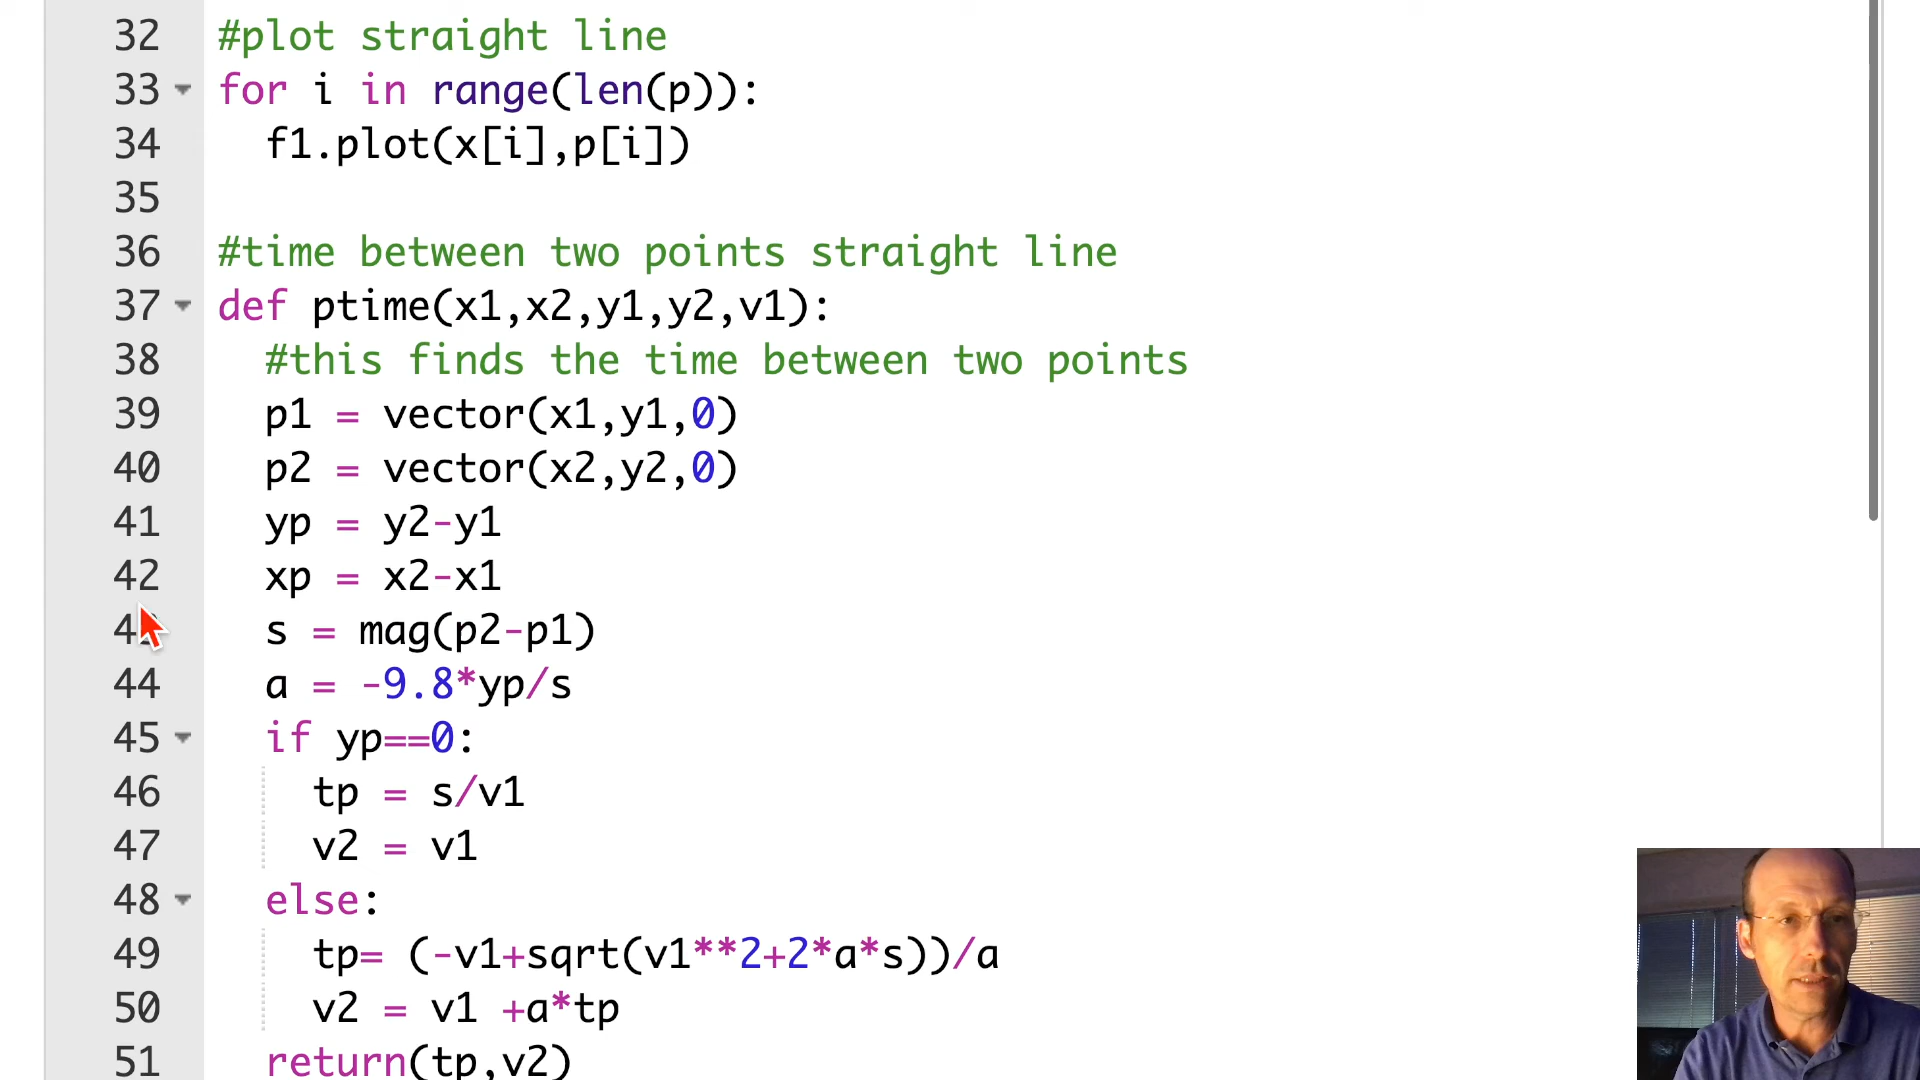 32 #plot straight line
33 for i in range(len(p)):
34 f1.plot(x[i],p[i])
35
36 #time between two points straight line
37 def ptime(x1,x2,y1,y2,v1):
38 #this finds the time between two points
39 p1 = vector(x1,y1,0)
40 p2 = vector(x2,y2,0)
41 yp = y2-y1
42 xp = x2-x1
43 s = mag(p2-p1)
44 a = -9.8*yp/s
45 if yp==0:
46 tp = s/v1
47 v2 = v1
48 else:
49 tp= (-v1+sqrt(v1**2+2*a*s))/a
50 v2 = v1 +a*tp
51 return(tp,v2)